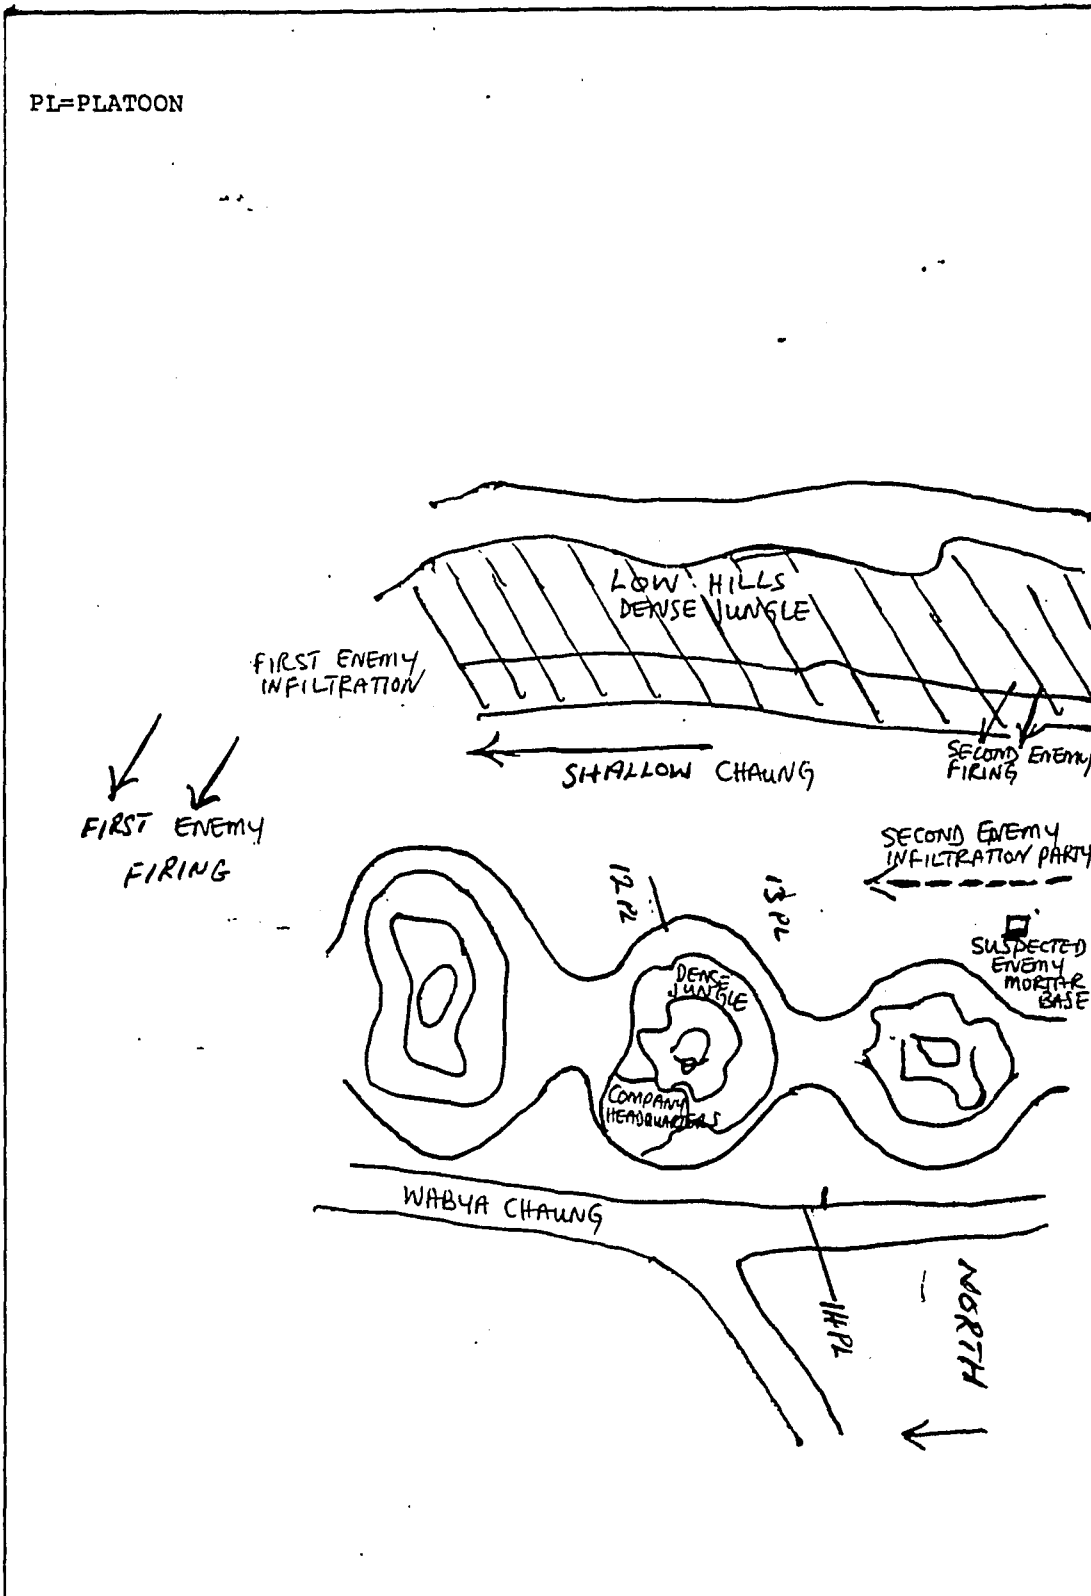 PL=PLATOON
LOW HILLS
DENSE JUNGLE
FIRST ENEMY
INFILTRATION
SECOND ENEMY
FIRING
SHALLOW CHAUNG
FIRST ENEMY
FIRING
SECOND ENEMY
INFILTRATION PARTY
12 PL
13 PL
SUSPECTED
ENEMY
MORTAR
BASE
DENSE
JUNGLE
COMPANY
HEADQUARTERS
WABYA CHAUNG
14 PL
NORTH